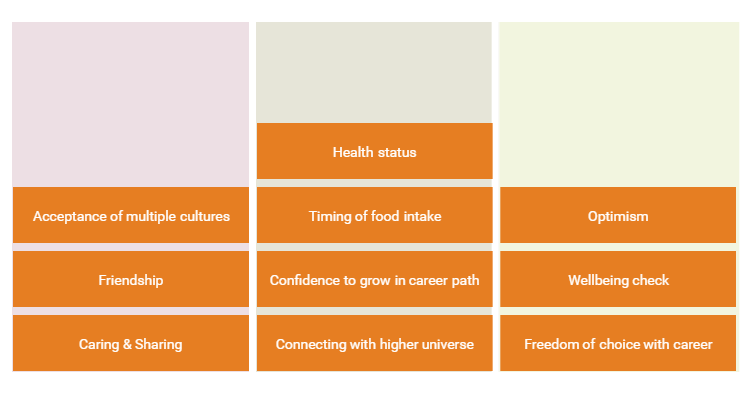 Health status
Acceptance of multiple cultures
Timing of food intake
Optimism
Friendship
Confidence to grow in career path
Wellbeing check
Caring & Sharing
Connecting with higher universe
Freedom of choice with career